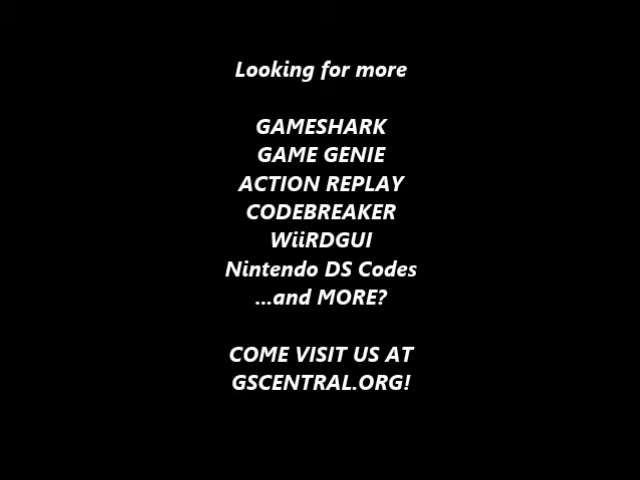 Looking for more
GAMESHARK
GAME GENIE
ACTION REPLAY
CODEBREAKER
WiiRDGUI
Nintendo DS Codes
...and MORE?
COME VISIT US AT
GSCENTRAL.ORG!